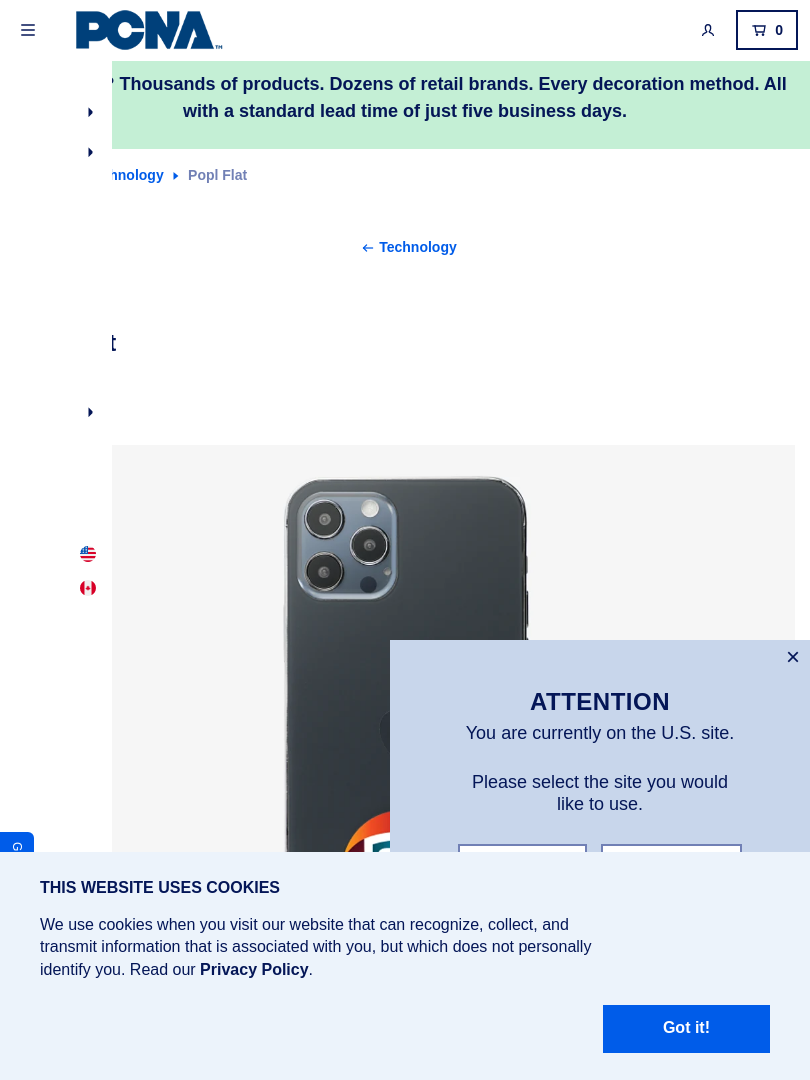 PCNA
TM
0
? Thousands of products. Dozens of retail brands. Every decoration method. All
with a standard lead time of just five business days.
Popl Flat
Technology
ATTENTION
You are currently on the U.S. site.
Please select the site you would
like to use.
THIS WEBSITE USES COOKIES
We use cookies when you visit our website that can recognize, collect, and
transmit information that is associated with you, but which does not personally
identify you. Read our Privacy Policy.
Got it!